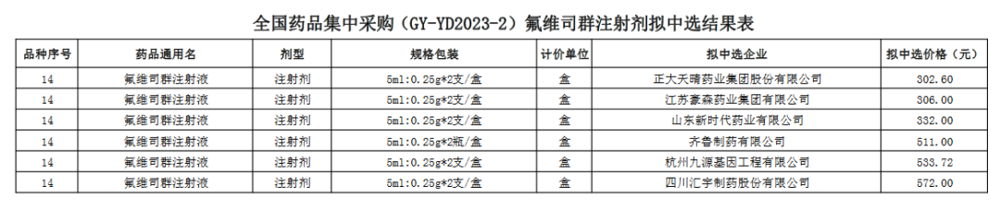 全国药品集中采购（GY-YD2023-2）氟维司群注射剂拟中选结果表
品种序号 药品通用名 剂型 规格包装 计价单位 拟中选企业 拟中选价格（元）
14 氟维司群注射液 注射剂 5ml:0.25g*2支/盒 盒 正大天晴药业集团股份有限公司 302.60
14 氟维司群注射液 注射剂 5ml:0.25g*2支/盒 盒 江苏豪森药业集团有限公司 306.00
14 氟维司群注射液 注射剂 5ml:0.25g*2支/盒 盒 山东新时代药业有限公司 332.00
14 氟维司群注射液 注射剂 5ml:0.25g*2瓶/盒 盒 齐鲁制药有限公司 511.00
14 氟维司群注射液 注射剂 5ml:0.25g*2支/盒 盒 杭州九源基因工程有限公司 533.72
14 氟维司群注射液 注射剂 5ml:0.25g*2支/盒 盒 四川汇宇制药股份有限公司 572.00